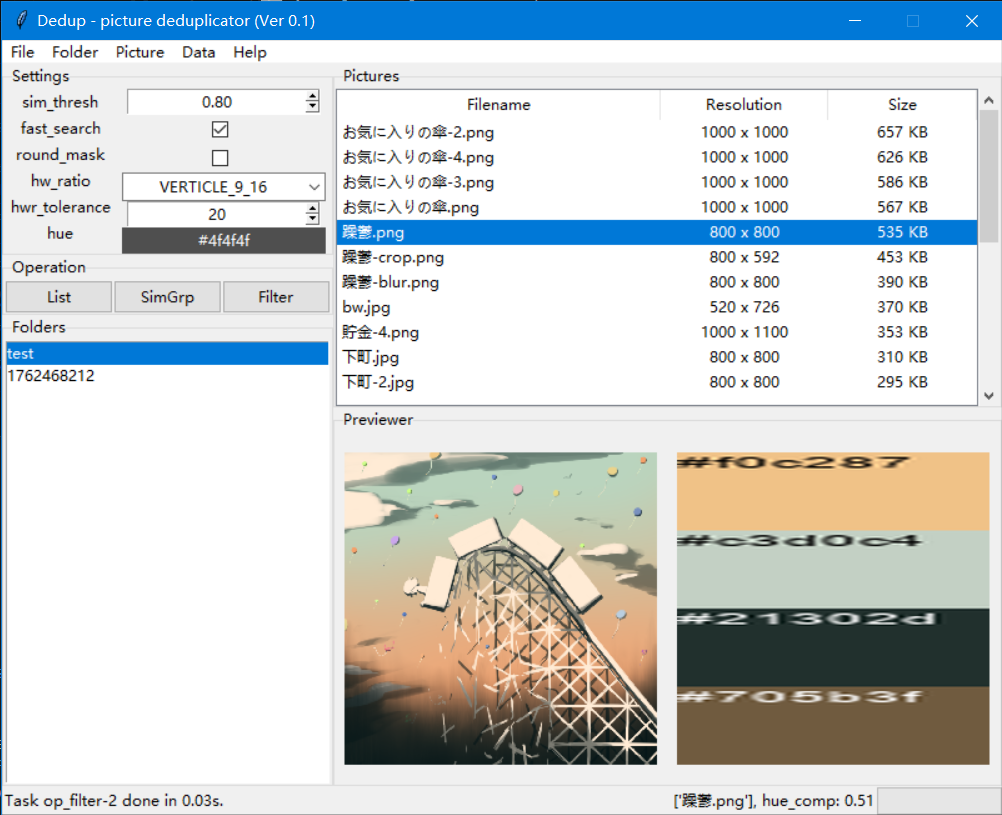 Dedup - picture deduplicator (Ver 0.1)
File Folder Picture Data Help
Settings
sim_thresh 0.80
fast_search
round_mask
hw_ratio VERTICLE_9_16
hwr_tolerance 20
hue #4f4f4f
Operation
List SimGrp Filter
Folders
test
1762468212
Pictures
Filename Resolution Size
お気に入りの傘-2.png 1000 x 1000 657 KB
お気に入りの傘-4.png 1000 x 1000 626 KB
お気に入りの傘-3.png 1000 x 1000 586 KB
お気に入りの傘.png 1000 x 1000 567 KB
躁鬱.png 800 x 800 535 KB
躁鬱-crop.png 800 x 592 453 KB
躁鬱-blur.png 800 x 800 390 KB
bw.jpg 520 x 726 370 KB
貯金-4.png 1000 x 1100 353 KB
下町.jpg 800 x 800 310 KB
下町-2.jpg 800 x 800 295 KB
Previewer
#f0c287
#c3d0c4
#21302d
#705b3f
Task op_filter-2 done in 0.03s.
['躁鬱.png'], hue_comp: 0.51